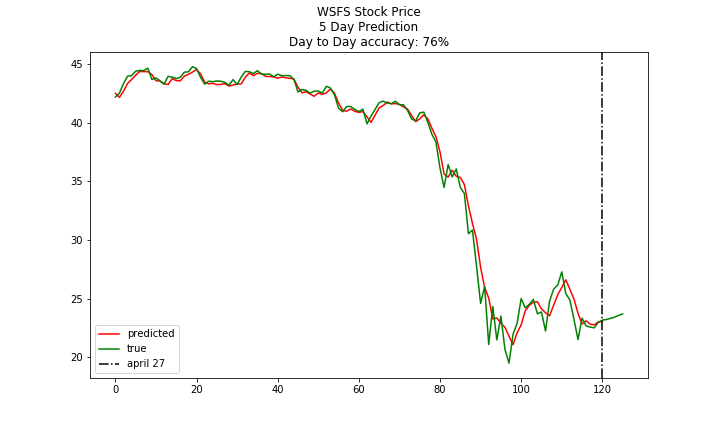 WSFS Stock Price
5 Day Prediction
Day to Day accuracy: 76%
45
40
35
30
25
20
predicted
true
april 27
0
20
40
60
80
100
120